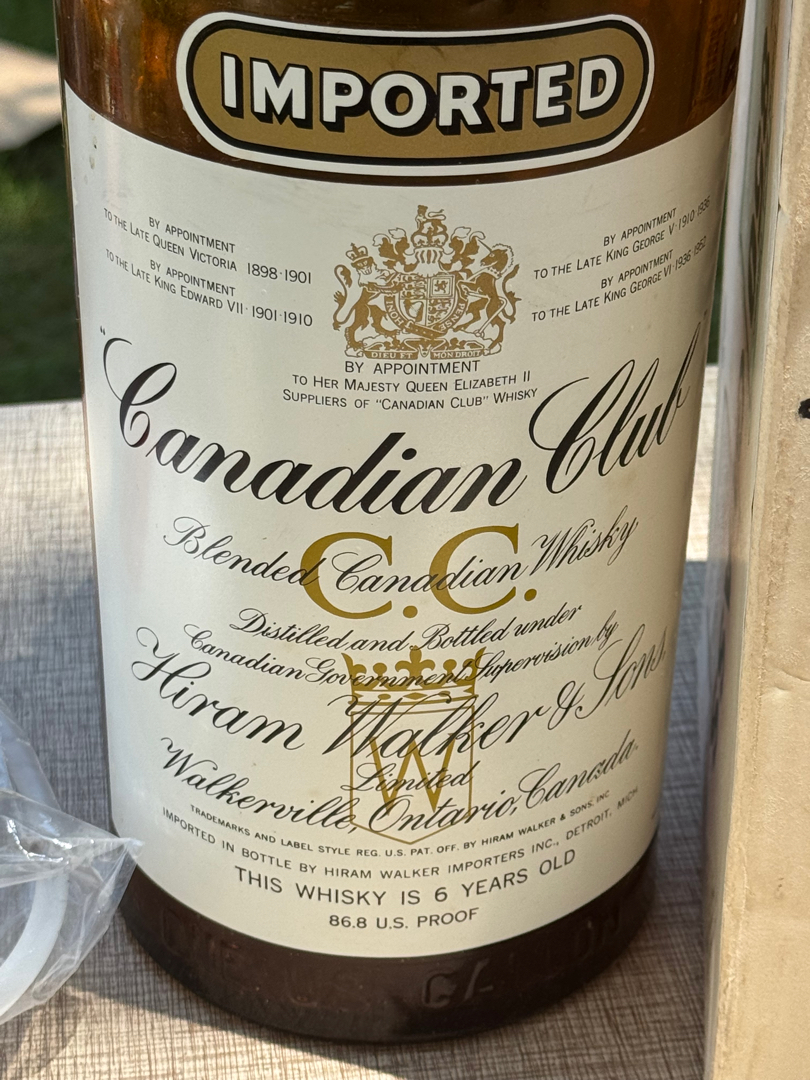 IMPORTED
BY APPOINTMENT
TO THE LATE QUEEN VICTORIA 1898·1901
BY APPOINTMENT
TO THE LATE KING EDWARD VII·1901·1910
BY APPOINTMENT
TO THE LATE KING GEORGE V·1910·1936
BY APPOINTMENT
TO THE LATE KING GEORGE VI·1936·1952
DIEU ET MON DROIT
BY APPOINTMENT
TO HER MAJESTY QUEEN ELIZABETH II
SUPPLIERS OF "CANADIAN CLUB" WHISKY
"Canadian Club"
C.C.
Blended Canadian Whisky
Distilled and Bottled under
Canadian Government Supervision by
Hiram Walker & Sons
W
Limited
Walkerville, Ontario, Canada.
TRADEMARKS AND LABEL STYLE REG. U.S. PAT. OFF. BY HIRAM WALKER & SONS, INC
IMPORTED IN BOTTLE BY HIRAM WALKER IMPORTERS INC., DETROIT, MICH
THIS WHISKY IS 6 YEARS OLD
86.8 U.S. PROOF